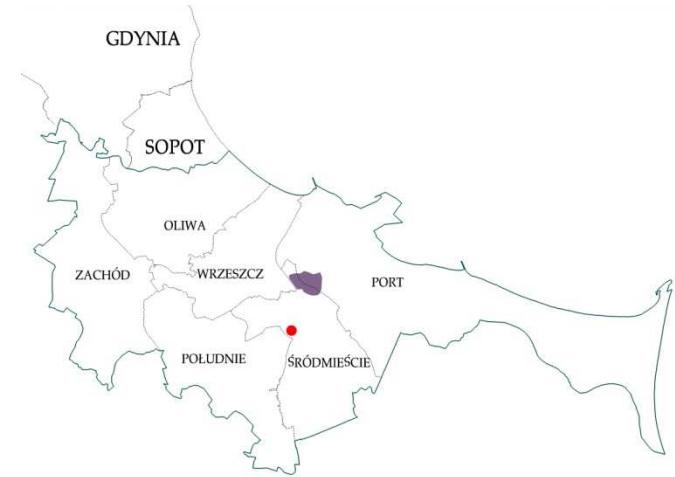 GDYNIA
SOPOT
OLIWA
ZACHÓD
WRZESZCZ
PORT
POŁUDNIE
ŚRÓDMIEŚCIE